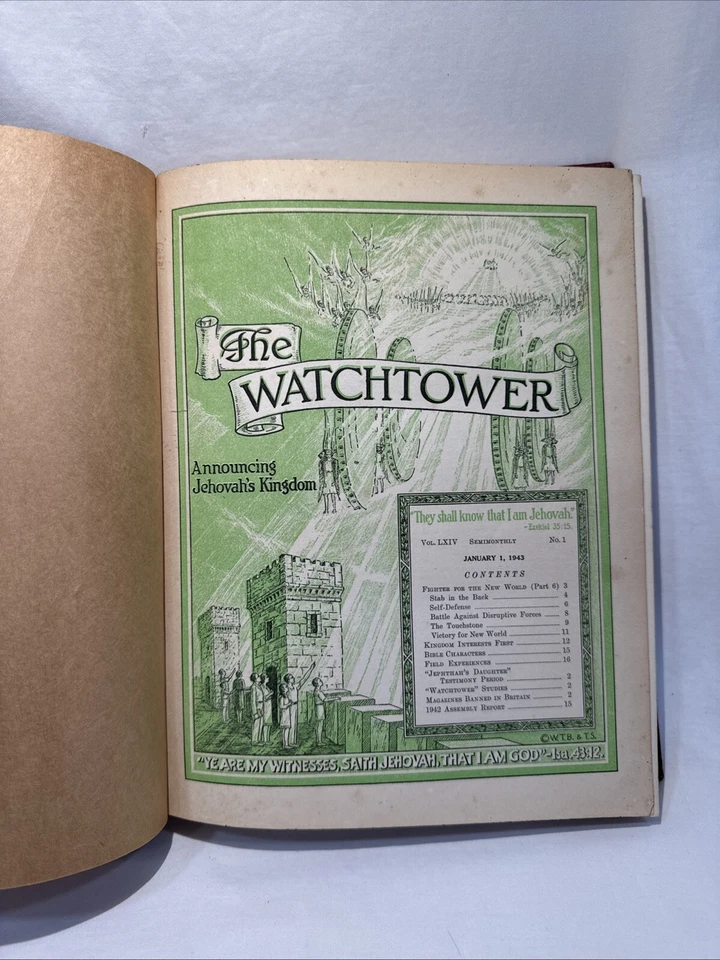 The
WATCHTOWER
Announcing
Jehovah's Kingdom
"They shall know that I am Jehovah."
- Ezekiel 35:15.
VOL. LXIV SEMIMONTHLY No. 1
JANUARY 1, 1943
CONTENTS
FIGHTER FOR THE NEW WORLD (Part 6) 3
Stab in the Back 4
Self-Defense 6
Battle Against Disruptive Forces 8
The Touchstone 9
Victory for New World 11
KINGDOM INTERESTS FIRST 12
BIBLE CHARACTERS 15
FIELD EXPERIENCES 16
"JEPHTHAH'S DAUGHTER"
TESTIMONY PERIOD 2
"WATCHTOWER" STUDIES 2
MAGAZINES BANNED IN BRITAIN 2
1942 ASSEMBLY REPORT 15
©W.T.B. & T.S.
"YE ARE MY WITNESSES, SAITH JEHOVAH, THAT I AM GOD"-Isa. 43:12.